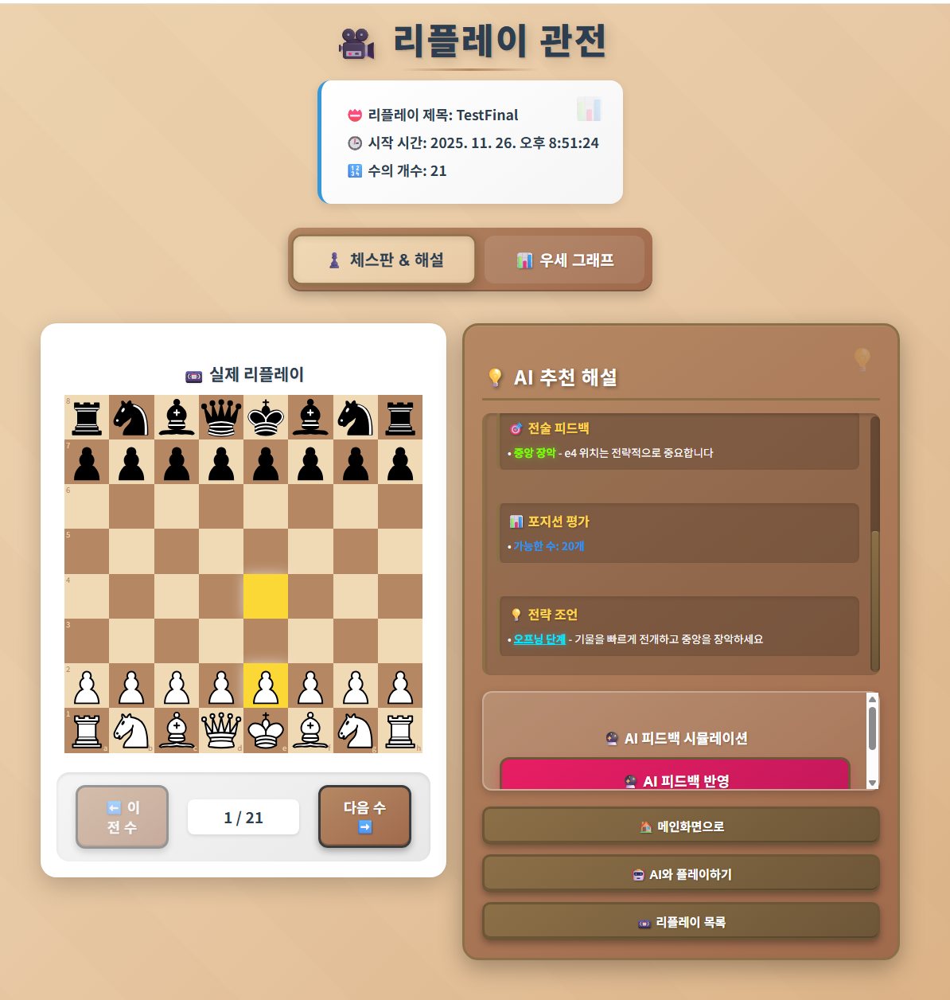 리플레이 관전
리플레이 제목: TestFinal
시작 시간: 2025. 11. 26. 오후 8:51:24
수의 개수: 21
체스판 & 해설
우세 그래프
실제 리플레이
8
7
6
5
4
3
2
1
a b c d e f g h
이
전 수
1 / 21
다음 수
AI 추천 해설
전술 피드백
• 중앙 장악 - e4 위치는 전략적으로 중요합니다
포지션 평가
• 가능한 수: 20개
전략 조언
• 오프닝 단계 - 기물을 빠르게 전개하고 중앙을 장악하세요
AI 피드백 시뮬레이션
AI 피드백 반영
메인화면으로
AI와 플레이하기
리플레이 목록